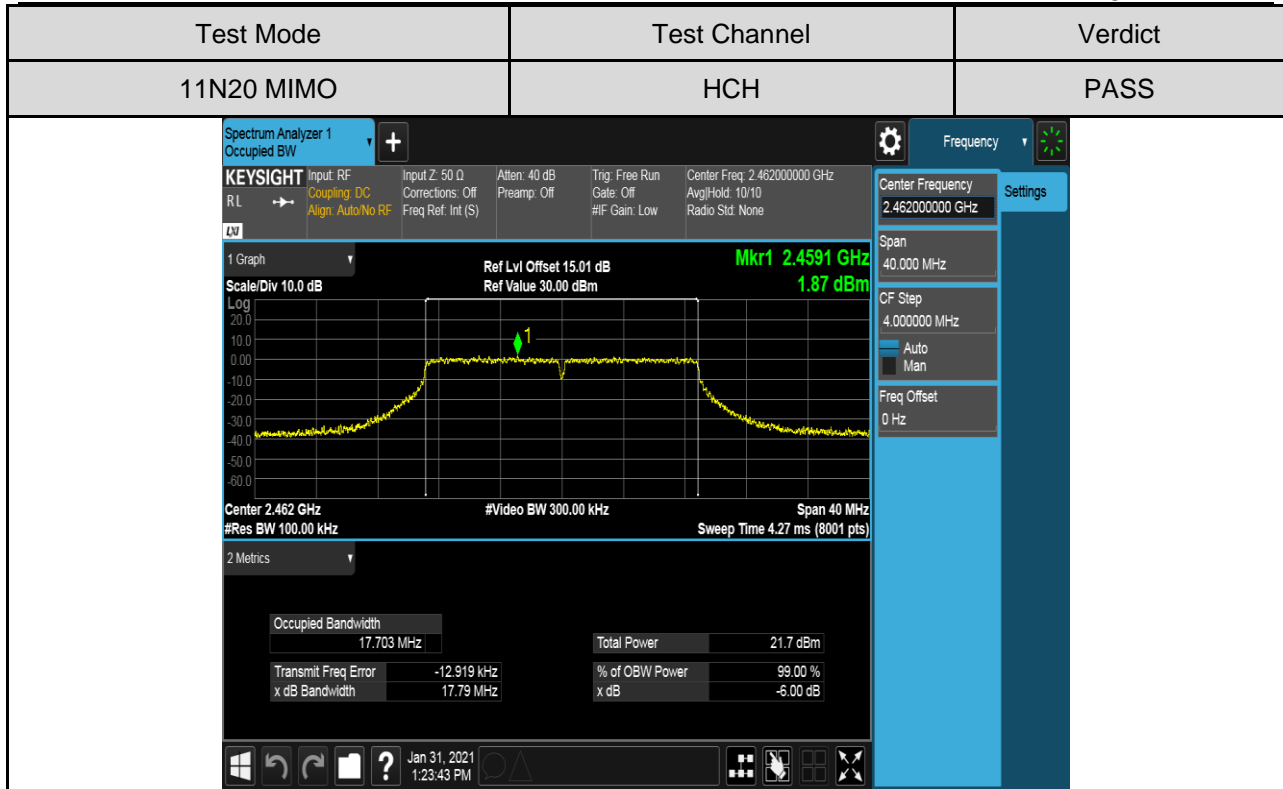 Test Mode Test Channel Verdict
11N20 MIMO HCH PASS
Spectrum Analyzer 1
Occupied BW
+
Frequency
KEYSIGHT Input: RF Input Z: 50 Ω Atten: 40 dB Trig: Free Run Center Freq: 2.462000000 GHz
RL Coupling: DC Corrections: Off Preamp: Off Gate: Off Avg|Hold: 10/10
Align: Auto/No RF Freq Ref: Int (S) #IF Gain: Low Radio Std: None
LXI
Center Frequency
2.462000000 GHz
Settings
Span
40.000 MHz
CF Step
4.000000 MHz
Auto
Man
Freq Offset
0 Hz
1 Graph
Ref Lvl Offset 15.01 dB
Mkr1 2.4591 GHz
Scale/Div 10.0 dB
Ref Value 30.00 dBm
1.87 dBm
Log
20.0
10.0
1
0.00
-10.0
-20.0
-30.0
-40.0
-50.0
-60.0
Center 2.462 GHz #Video BW 300.00 kHz Span 40 MHz
#Res BW 100.00 kHz Sweep Time 4.27 ms (8001 pts)
2 Metrics
Occupied Bandwidth
17.703 MHz Total Power 21.7 dBm
Transmit Freq Error -12.919 kHz % of OBW Power 99.00 %
x dB Bandwidth 17.79 MHz x dB -6.00 dB
?
Jan 31, 2021
1:23:43 PM